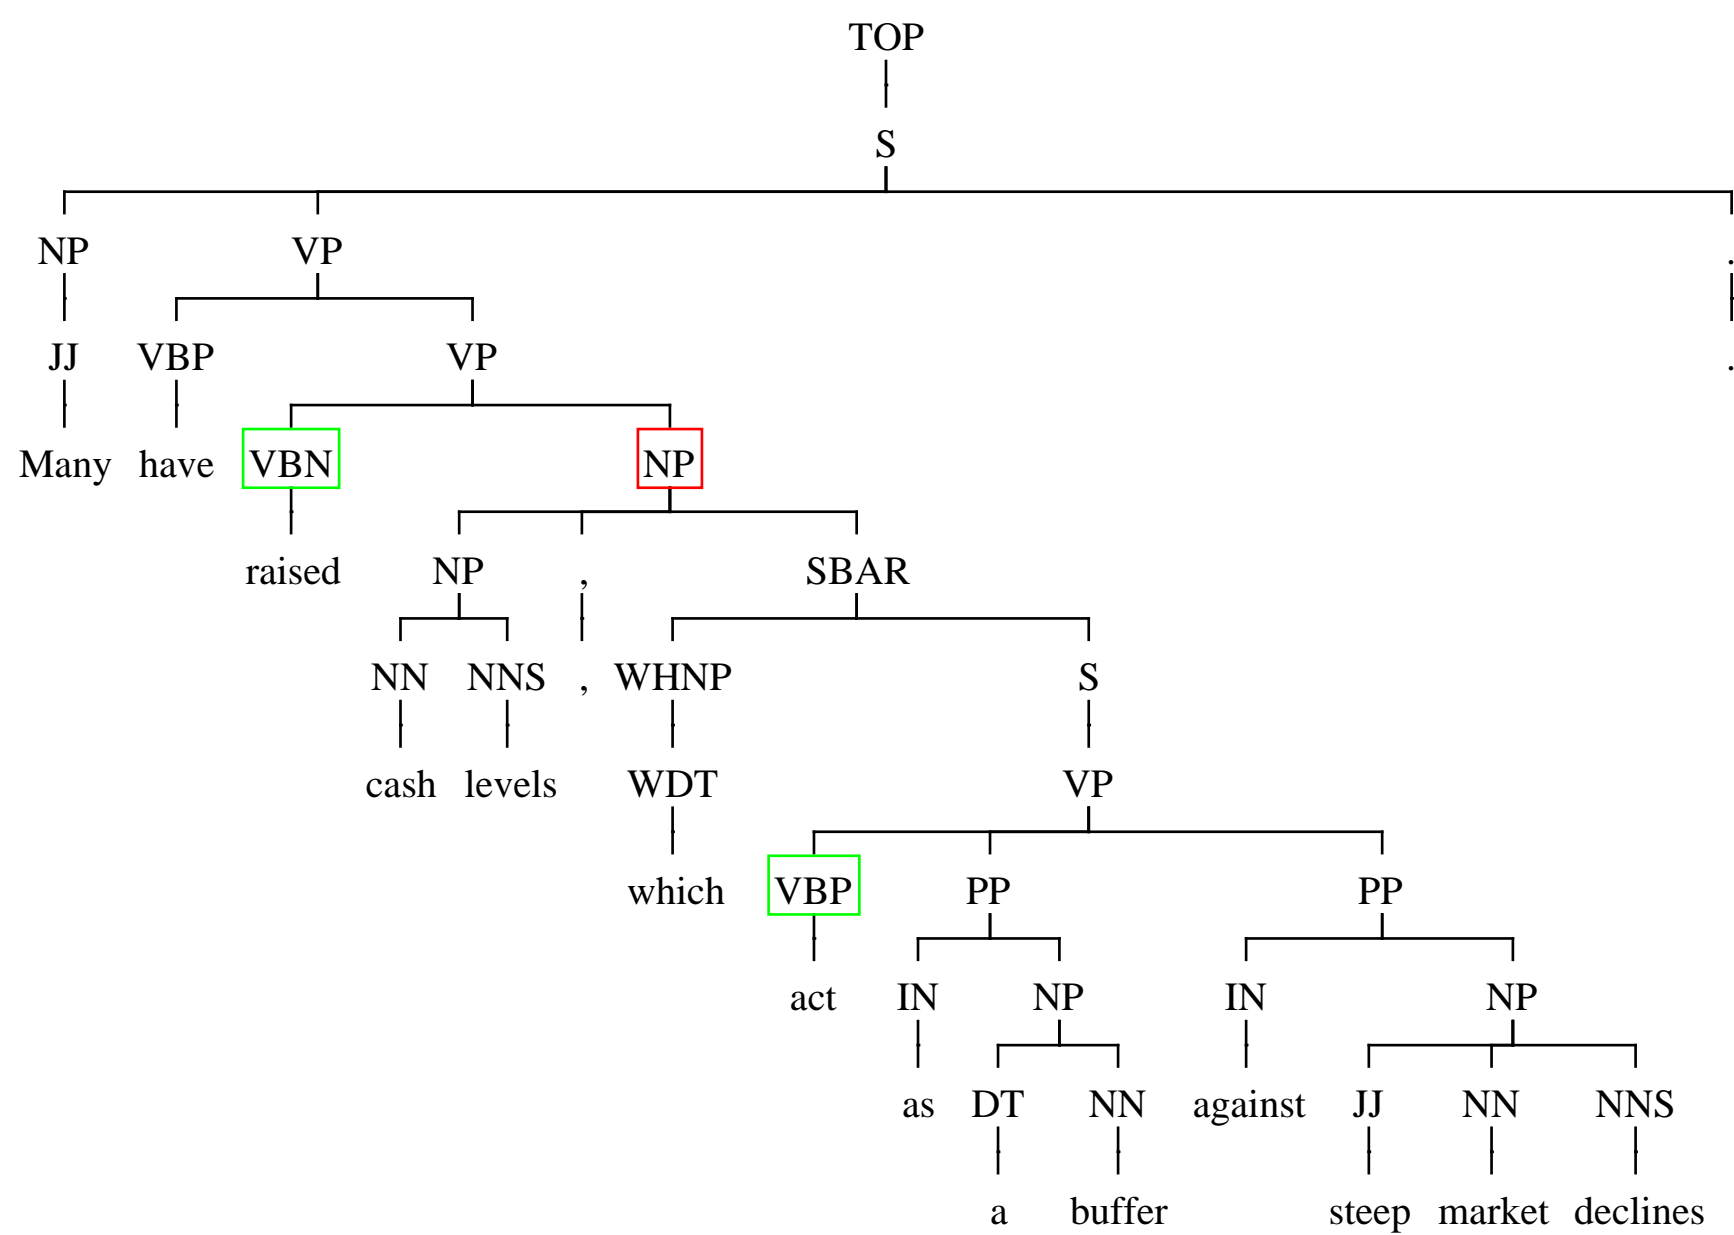 TOP
S
NP VP .
JJ VBP VP .
Many have VBN NP
raised NP , SBAR
NN NNS , WHNP S
cash levels WDT VP
which VBP PP PP
act IN NP IN NP
as DT NN against JJ NN NNS
a buffer steep market declines